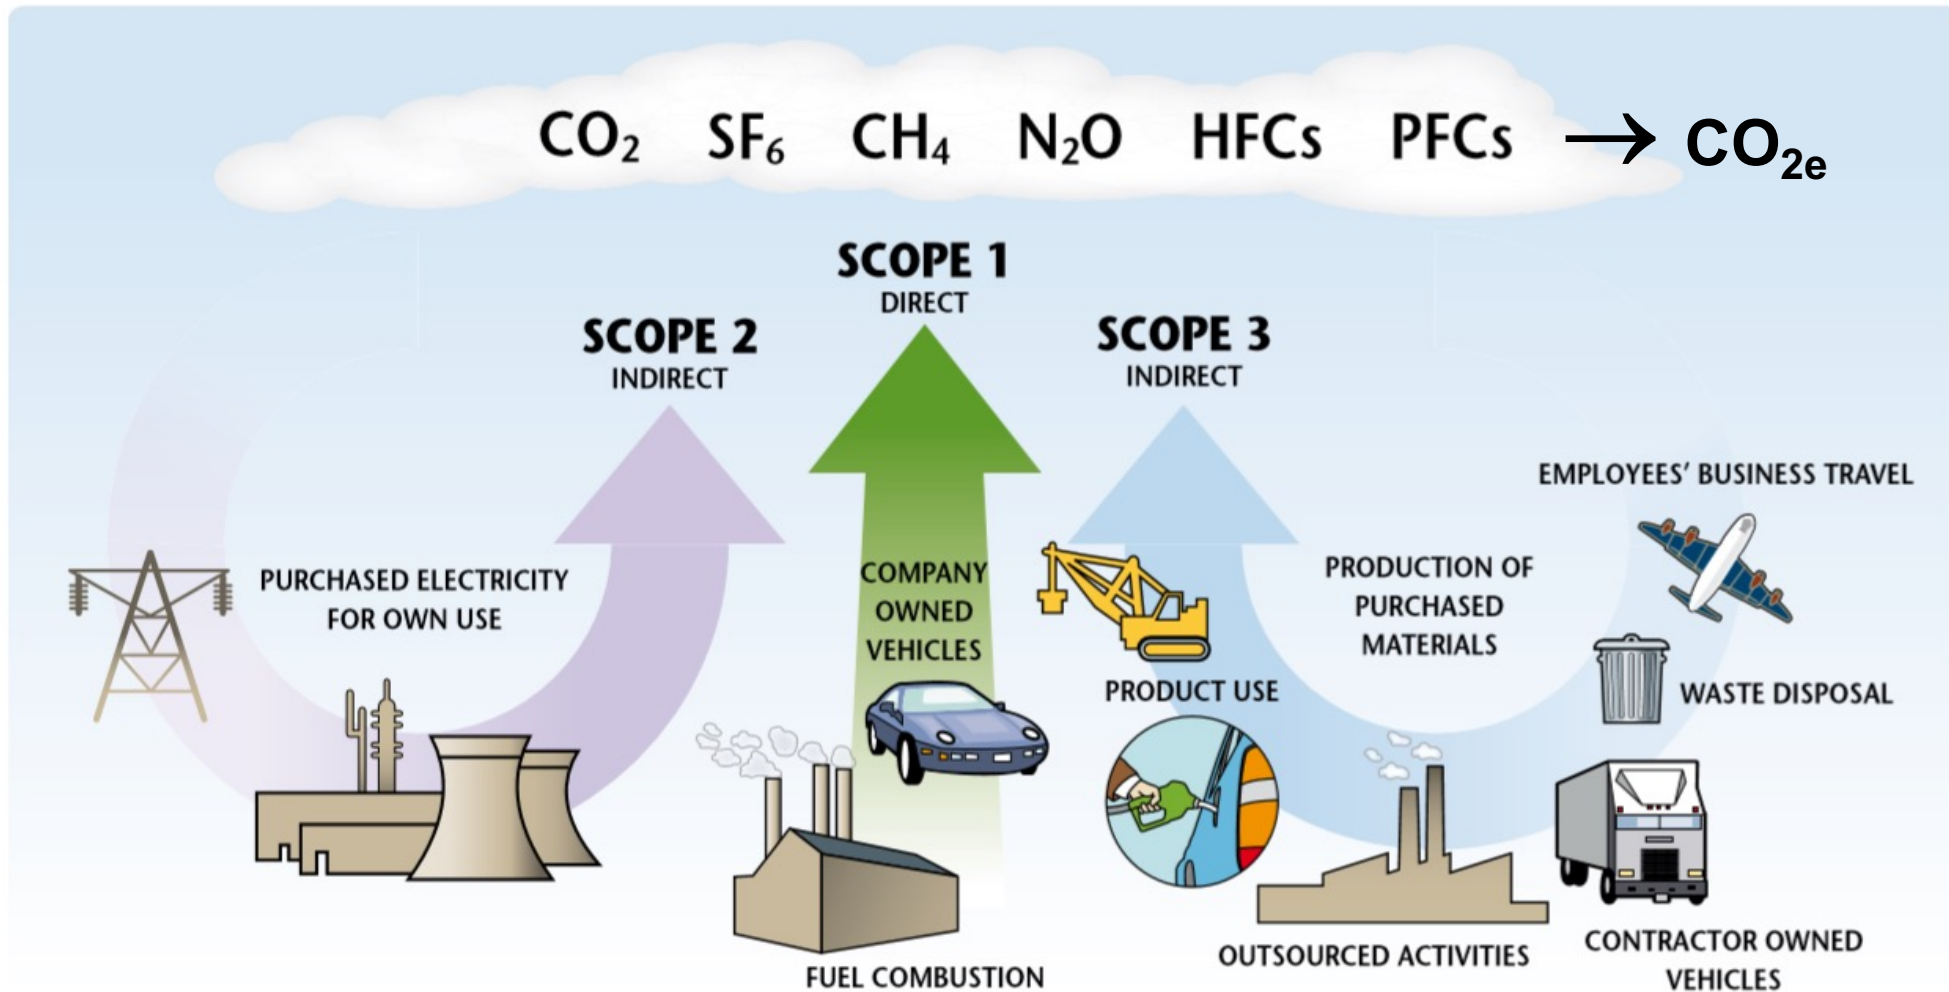 CO₂ SF₆ CH₄ N₂O HFCs PFCs → CO₂e
SCOPE 1
DIRECT
SCOPE 2
INDIRECT
SCOPE 3
INDIRECT
PURCHASED ELECTRICITY
FOR OWN USE
COMPANY
OWNED
VEHICLES
FUEL COMBUSTION
PRODUCT USE
PRODUCTION OF
PURCHASED
MATERIALS
EMPLOYEES' BUSINESS TRAVEL
WASTE DISPOSAL
OUTSOURCED ACTIVITIES
CONTRACTOR OWNED
VEHICLES